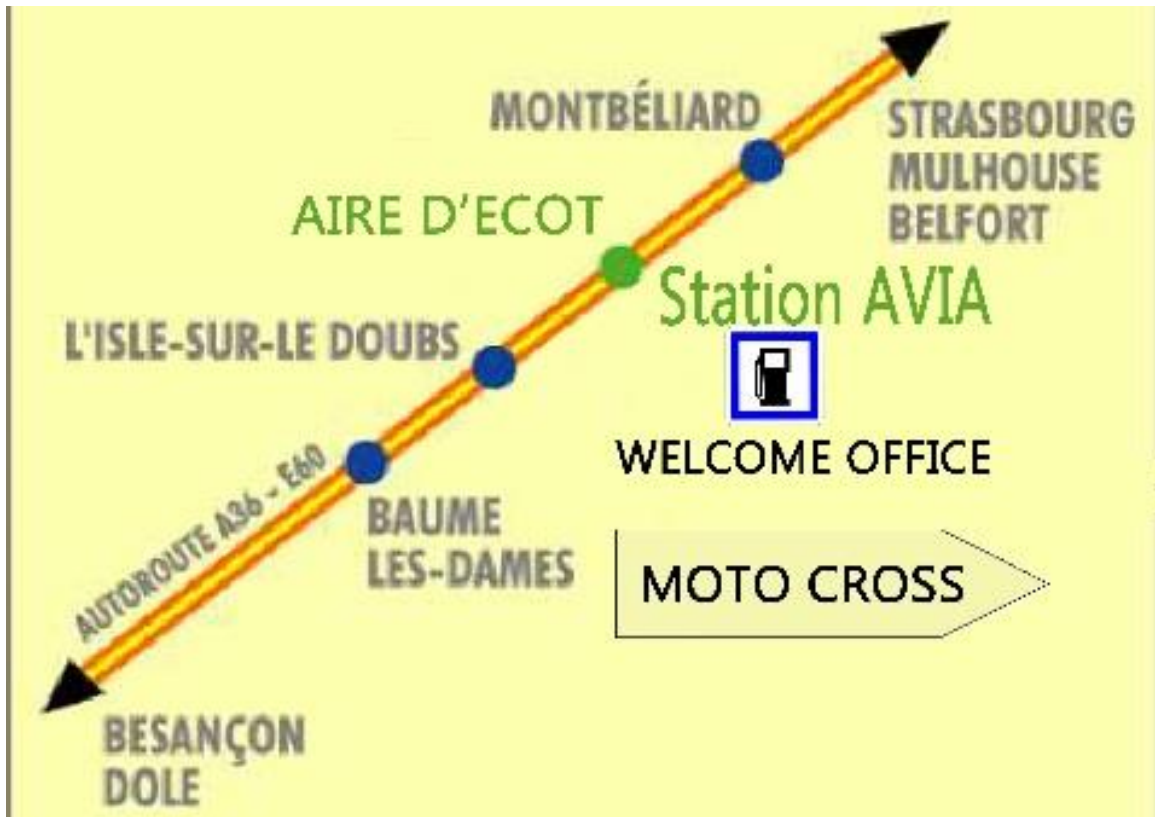 MONTBÉLIARD
STRASBOURG
MULHOUSE
BELFORT
AIRE D'ECOT
Station AVIA
L'ISLE-SUR-LE DOUBS
WELCOME OFFICE
AUTOROUTE A36 - E60
BAUME
LES-DAMES
MOTO CROSS
BESANÇON
DOLE